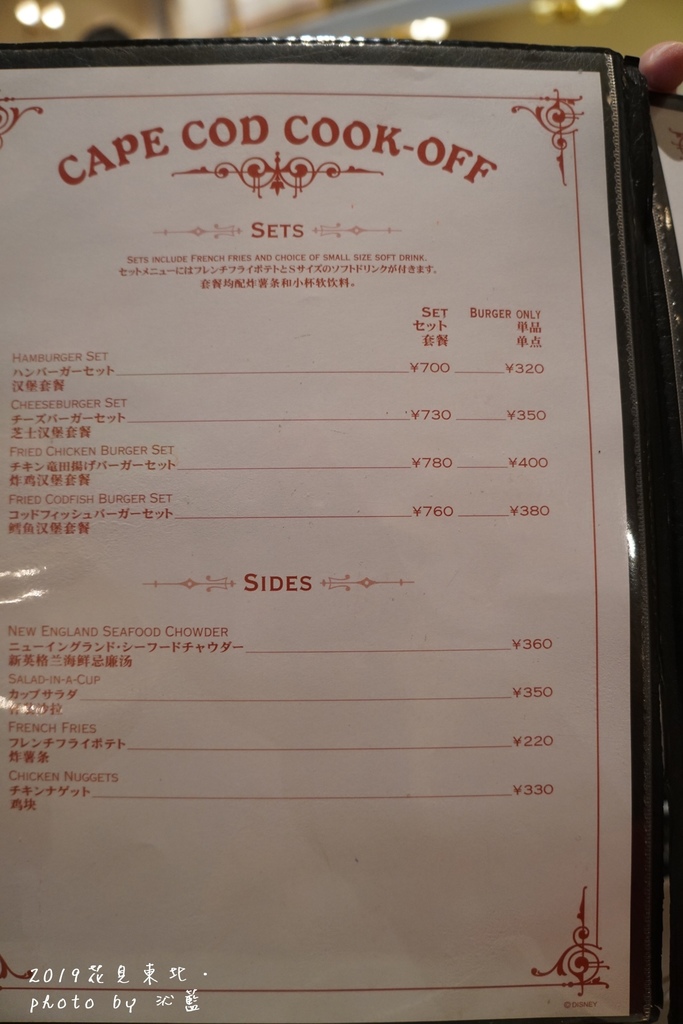 CAPE COD COOK-OFF
SETS
SETS INCLUDE FRENCH FRIES AND CHOICE OF SMALL SIZE SOFT DRINK.
セットメニューにはフレンチフライポテトとSサイズのソフトドリンクが付きます。
套餐均配炸薯条和小杯软饮料。
SET BURGER ONLY
セット 単品
套餐 单点
HAMBURGER SET
ハンバーガーセット ¥700 ¥320
汉堡套餐
CHEESEBURGER SET
チーズバーガーセット ¥730 ¥350
芝士汉堡套餐
FRIED CHICKEN BURGER SET
チキン竜田揚げバーガーセット ¥780 ¥400
炸鸡汉堡套餐
FRIED CODFISH BURGER SET
コッドフィッシュバーガーセット ¥760 ¥380
鳕鱼汉堡套餐
SIDES
NEW ENGLAND SEAFOOD CHOWDER
ニューイングランド・シーフードチャウダー ¥360
新英格兰海鲜忌廉汤
SALAD-IN-A-CUP
カップサラダ ¥350
沙拉
FRENCH FRIES
フレンチフライポテト ¥220
炸薯条
CHICKEN NUGGETS
チキンナゲット ¥330
鸡块
©DISNEY
2019花見東北·
photo by 沁藍